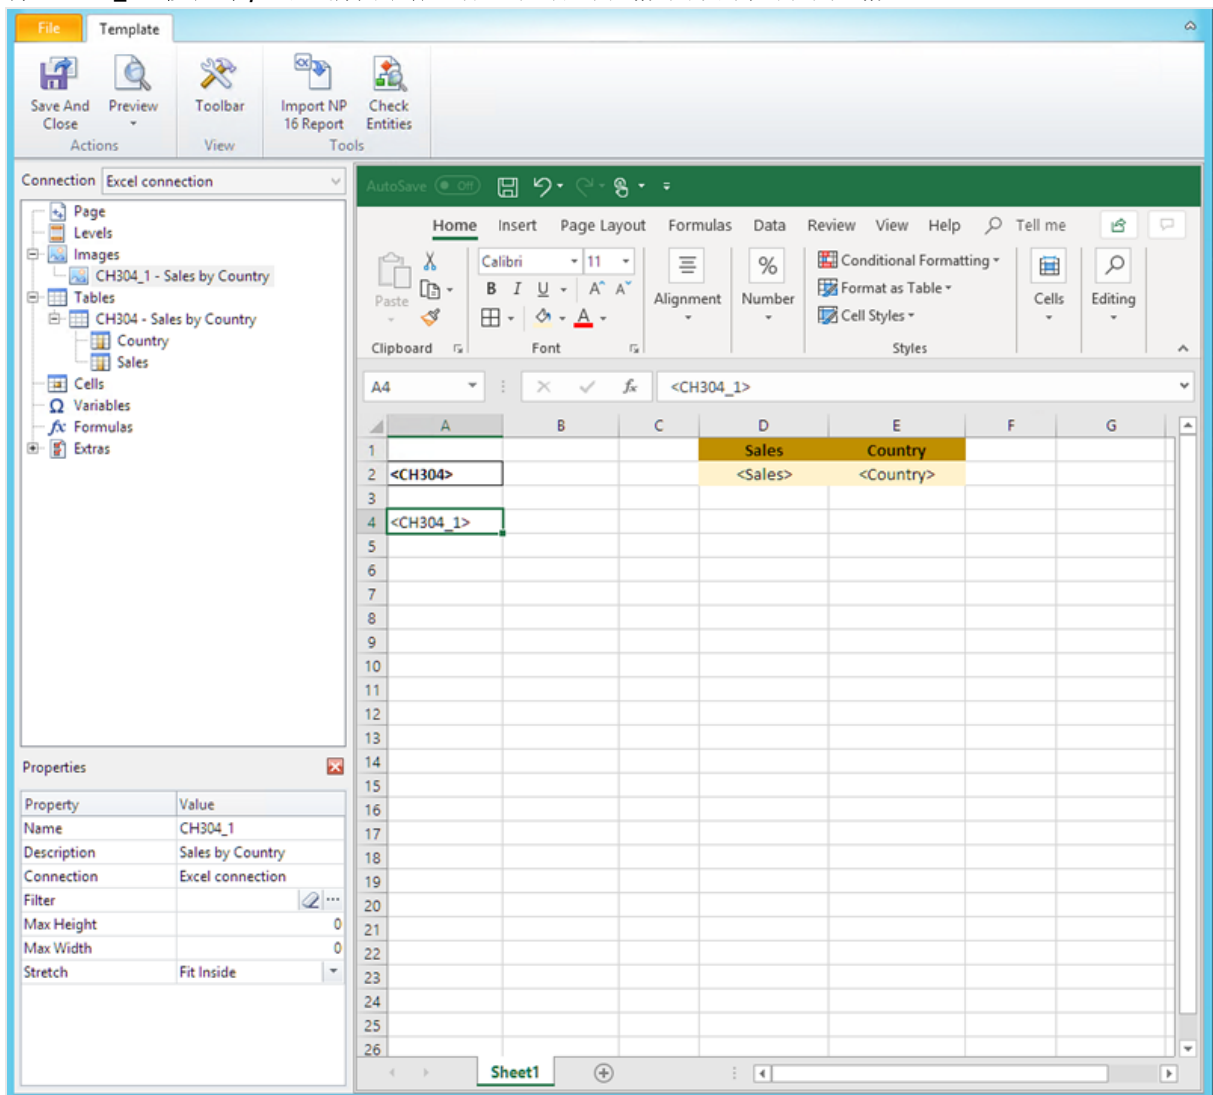 File Template
Save And Close
Preview
Toolbar
Import NP 16 Report
Check Entities
Actions View Tools
Connection Excel connection
Page
Levels
Images
CH304_1 - Sales by Country
Tables
CH304 - Sales by Country
Country
Sales
Cells
Variables
Formulas
Extras
Properties
Property Value
Name CH304_1
Description Sales by Country
Connection Excel connection
Filter
Max Height 0
Max Width 0
Stretch Fit Inside
AutoSave Off
Home Insert Page Layout Formulas Data Review View Help Tell me
Paste
Calibri 11
B I U A A
A
Alignment
Number
%
Conditional Formatting
Format as Table
Cell Styles
Cells
Editing
Clipboard Font Styles
A4 fx <CH304_1>
A B C D E F G
1 Sales Country
2 <CH304> <Sales> <Country>
3
4 <CH304_1>
5
6
7
8
9
10
11
12
13
14
15
16
17
18
19
20
21
22
23
24
25
26
Sheet1